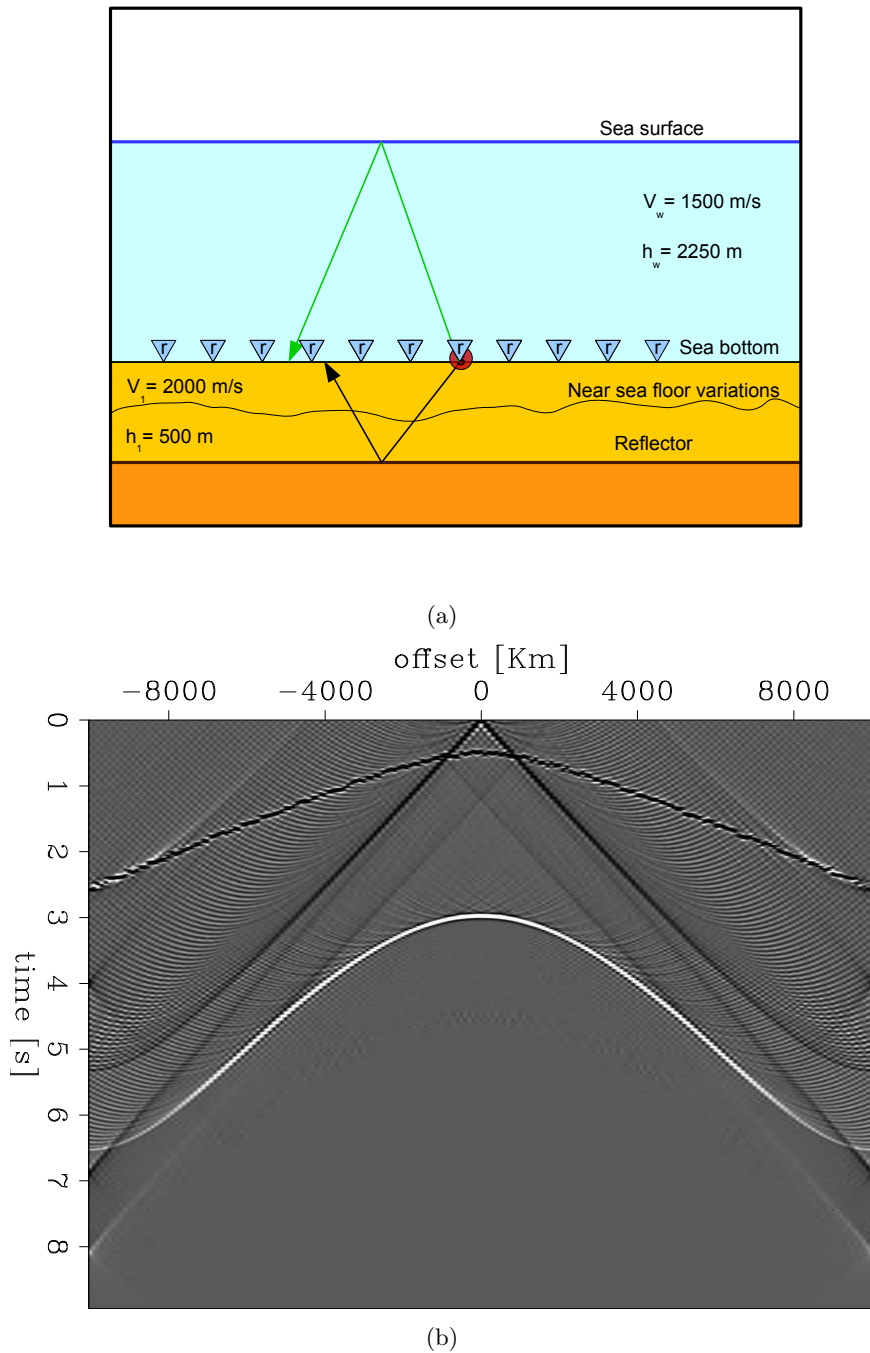 Sea surface
V_w = 1500 m/s
h_w = 2250 m
r r r r r r r r r r r
Sea bottom
V_1 = 2000 m/s
Near sea floor variations
h_1 = 500 m
Reflector
(a)
offset [Km]
−8000 −4000 0 4000 8000
time [s]
0
1
2
3
4
5
6
7
8
(b)